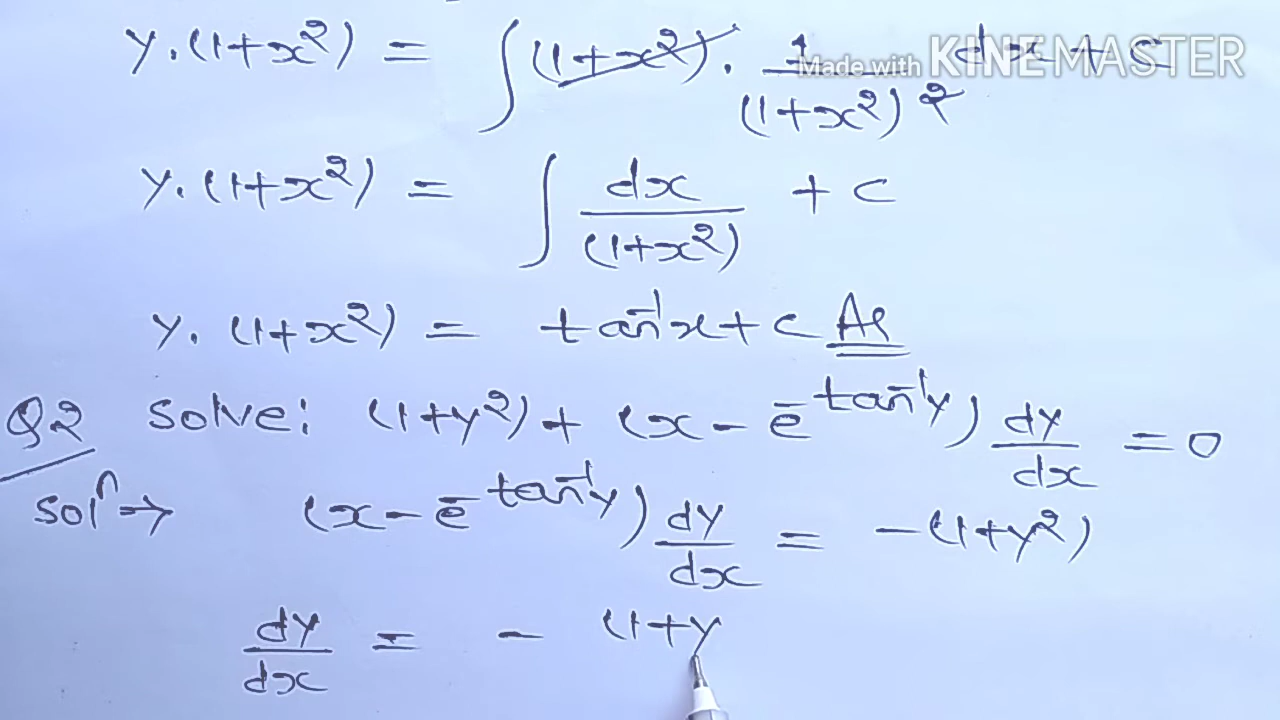 y.(1+x²) = ∫(1+x²). 1/(1+x²)² dx + c
Made with KINEMASTER
y.(1+x²) = ∫ dx/(1+x²) + c
y. (1+x²) = tan⁻¹x + c As
Q2 Solve: (1+y²) + (x - e^-tan⁻¹y) dy/dx = 0
Solⁿ → (x - e^-tan⁻¹y) dy/dx = -(1+y²)
dy/dx = - (1+y